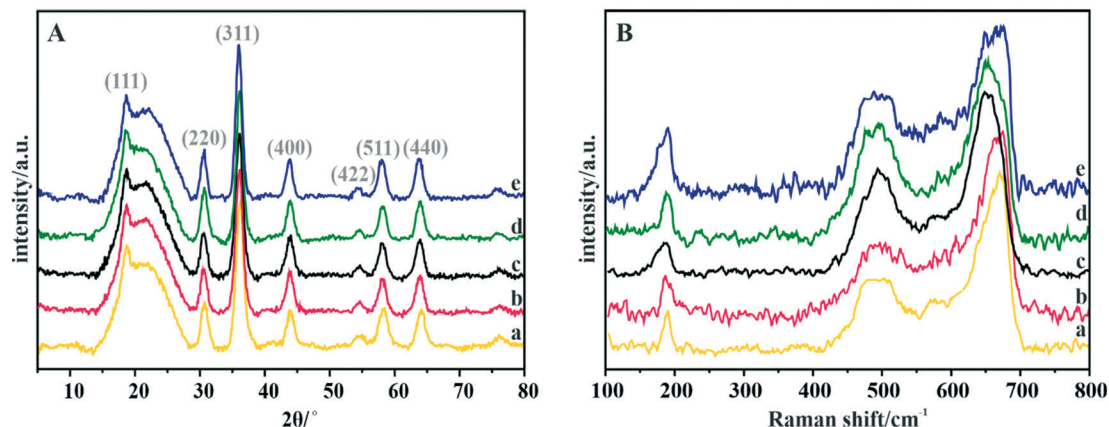 A
(111)
(220)
(311)
(400)
(422)
(511)
(440)
e
d
c
b
a
intensity/a.u.
10 20 30 40 50 60 70 80
2θ/°
B
e
d
c
b
a
intensity/a.u.
100 200 300 400 500 600 700 800
Raman shift/cm⁻¹